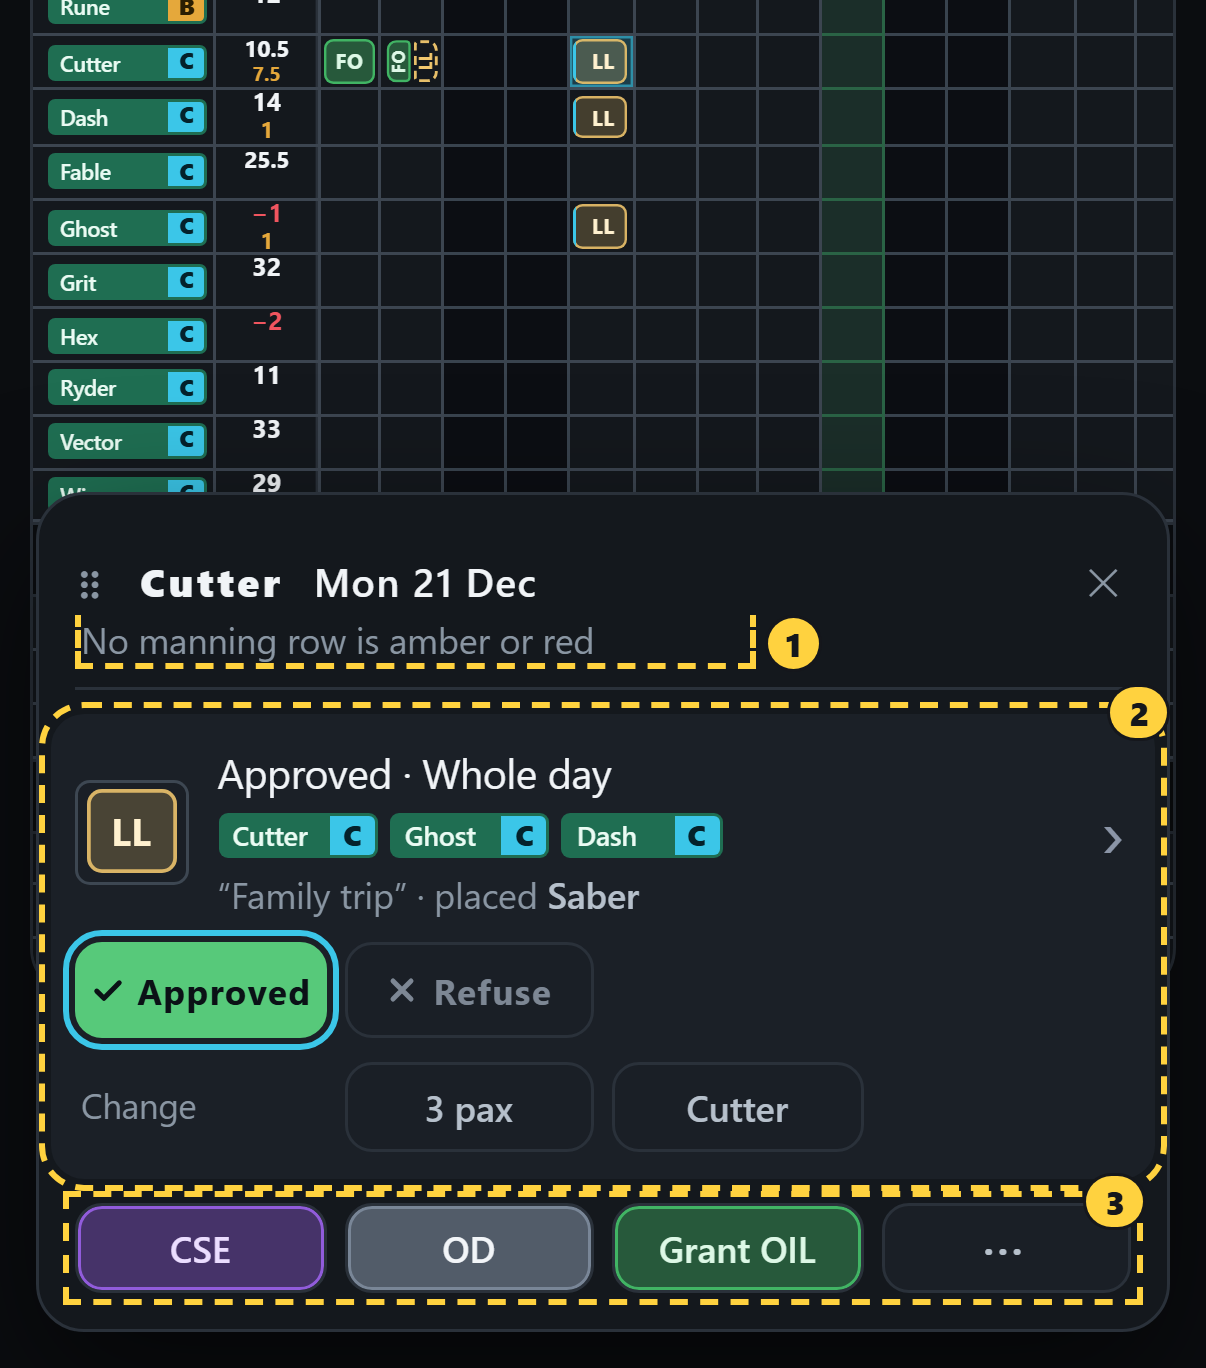 Rune B 12
Cutter C 10.5 FO FO LL LL
7.5
Dash C 14 LL
1
Fable C 25.5
Ghost C −1 LL
1
Grit C 32
Hex C −2
Ryder C 11
Vector C 33
C 29
Cutter Mon 21 Dec
No manning row is amber or red
1
2
Approved · Whole day
LL
Cutter C Ghost C Dash C
“Family trip” · placed Saber
Approved Refuse
Change 3 pax Cutter
3
CSE OD Grant OIL ...